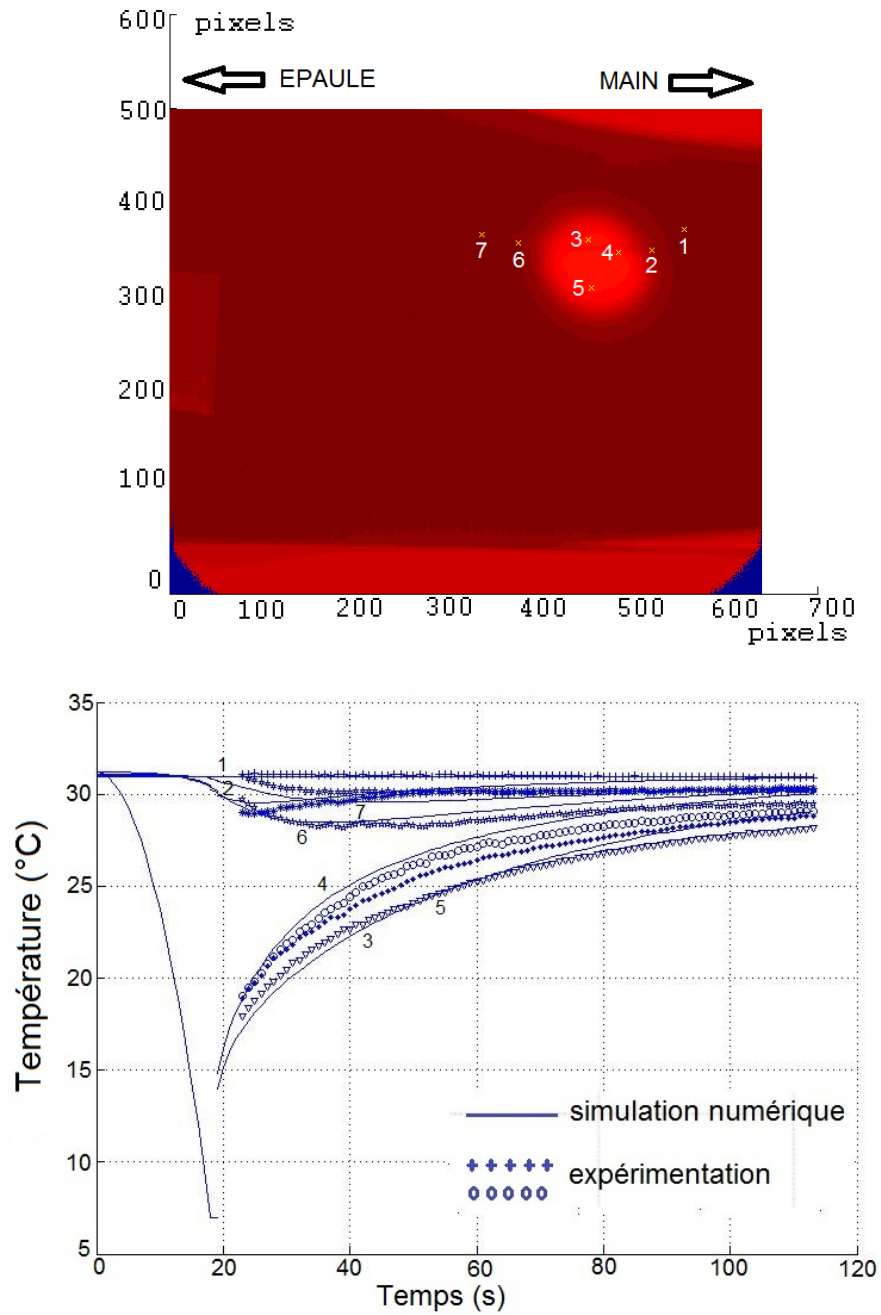 600 pixels
EPAULE MAIN
500
400
3 1
7 6 4 2
5
300
200
100
0
0 100 200 300 400 500 600 700
pixels
35
1
30
2
7
6
4
25
5
3
20
15
10
5
Température (°C)
simulation numérique
expérimentation
0 20 40 60 80 100 120
Temps (s)